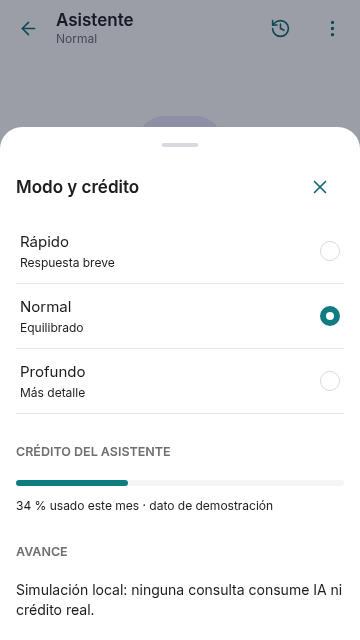 Asistente
Normal
Modo y crédito
Rápido
Respuesta breve
Normal
Equilibrado
Profundo
Más detalle
CRÉDITO DEL ASISTENTE
34 % usado este mes · dato de demostración
AVANCE
Simulación local: ninguna consulta consume IA ni
crédito real.